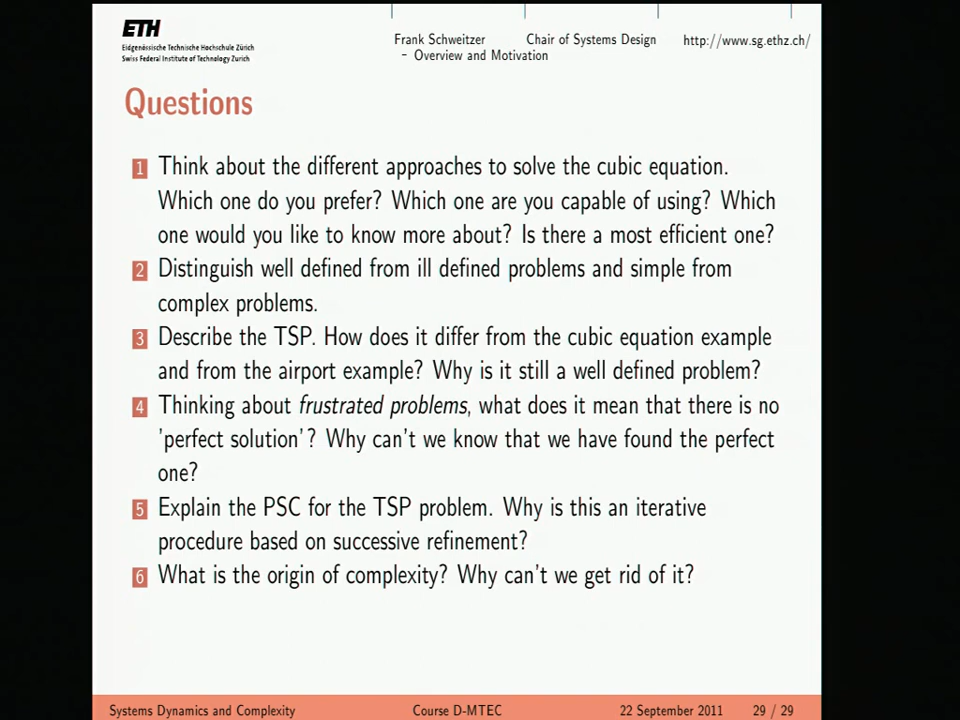 ETH
Eidgenössische Technische Hochschule Zürich
Swiss Federal Institute of Technology Zurich
Frank Schweitzer Chair of Systems Design http://www.sg.ethz.ch/
– Overview and Motivation
Questions
1 Think about the different approaches to solve the cubic equation.
Which one do you prefer? Which one are you capable of using? Which
one would you like to know more about? Is there a most efficient one?
2 Distinguish well defined from ill defined problems and simple from
complex problems.
3 Describe the TSP. How does it differ from the cubic equation example
and from the airport example? Why is it still a well defined problem?
4 Thinking about frustrated problems, what does it mean that there is no
'perfect solution'? Why can't we know that we have found the perfect
one?
5 Explain the PSC for the TSP problem. Why is this an iterative
procedure based on successive refinement?
6 What is the origin of complexity? Why can't we get rid of it?
Systems Dynamics and Complexity Course D-MTEC 22 September 2011 29 / 29